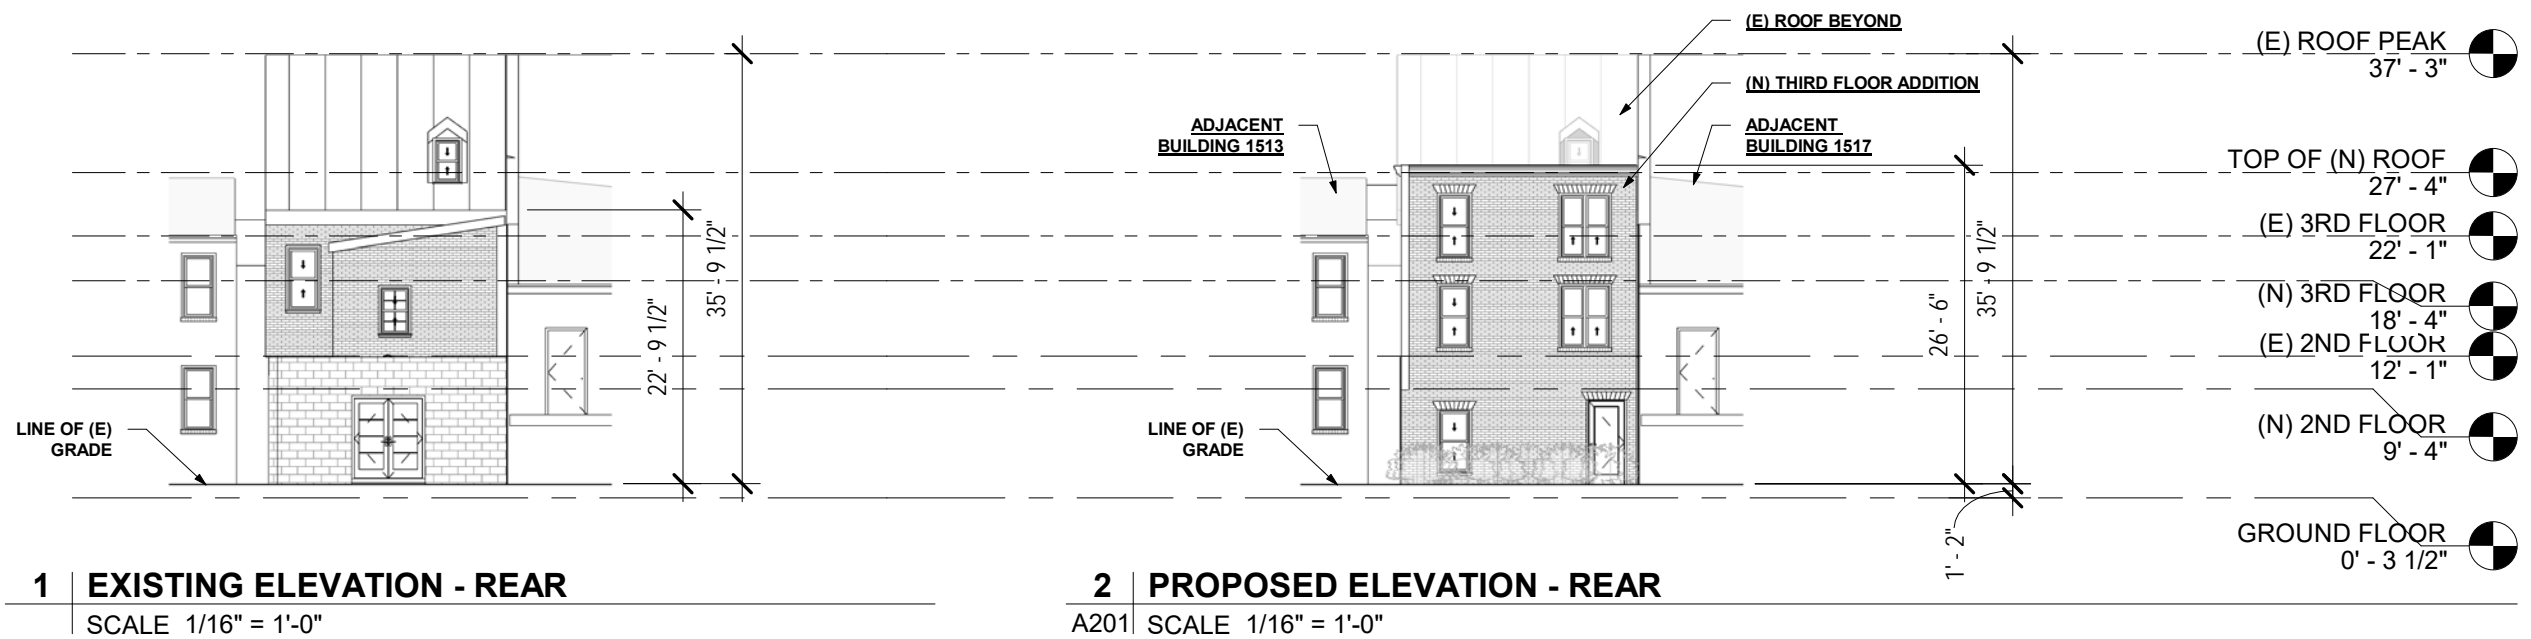 (E) ROOF BEYOND
(N) THIRD FLOOR ADDITION
ADJACENT
BUILDING 1513
ADJACENT
BUILDING 1517
(E) ROOF PEAK
37' - 3"
TOP OF (N) ROOF
27' - 4"
(E) 3RD FLOOR
22' - 1"
(N) 3RD FLOOR
18' - 4"
(E) 2ND FLOOR
12' - 1"
(N) 2ND FLOOR
9' - 4"
GROUND FLOOR
0' - 3 1/2"
22' - 9 1/2"
35' - 9 1/2"
26' - 6"
35' - 9 1/2"
1' - 2"
LINE OF (E)
GRADE
LINE OF (E)
GRADE
1 EXISTING ELEVATION - REAR
SCALE 1/16" = 1'-0"
2 PROPOSED ELEVATION - REAR
A201 SCALE 1/16" = 1'-0"